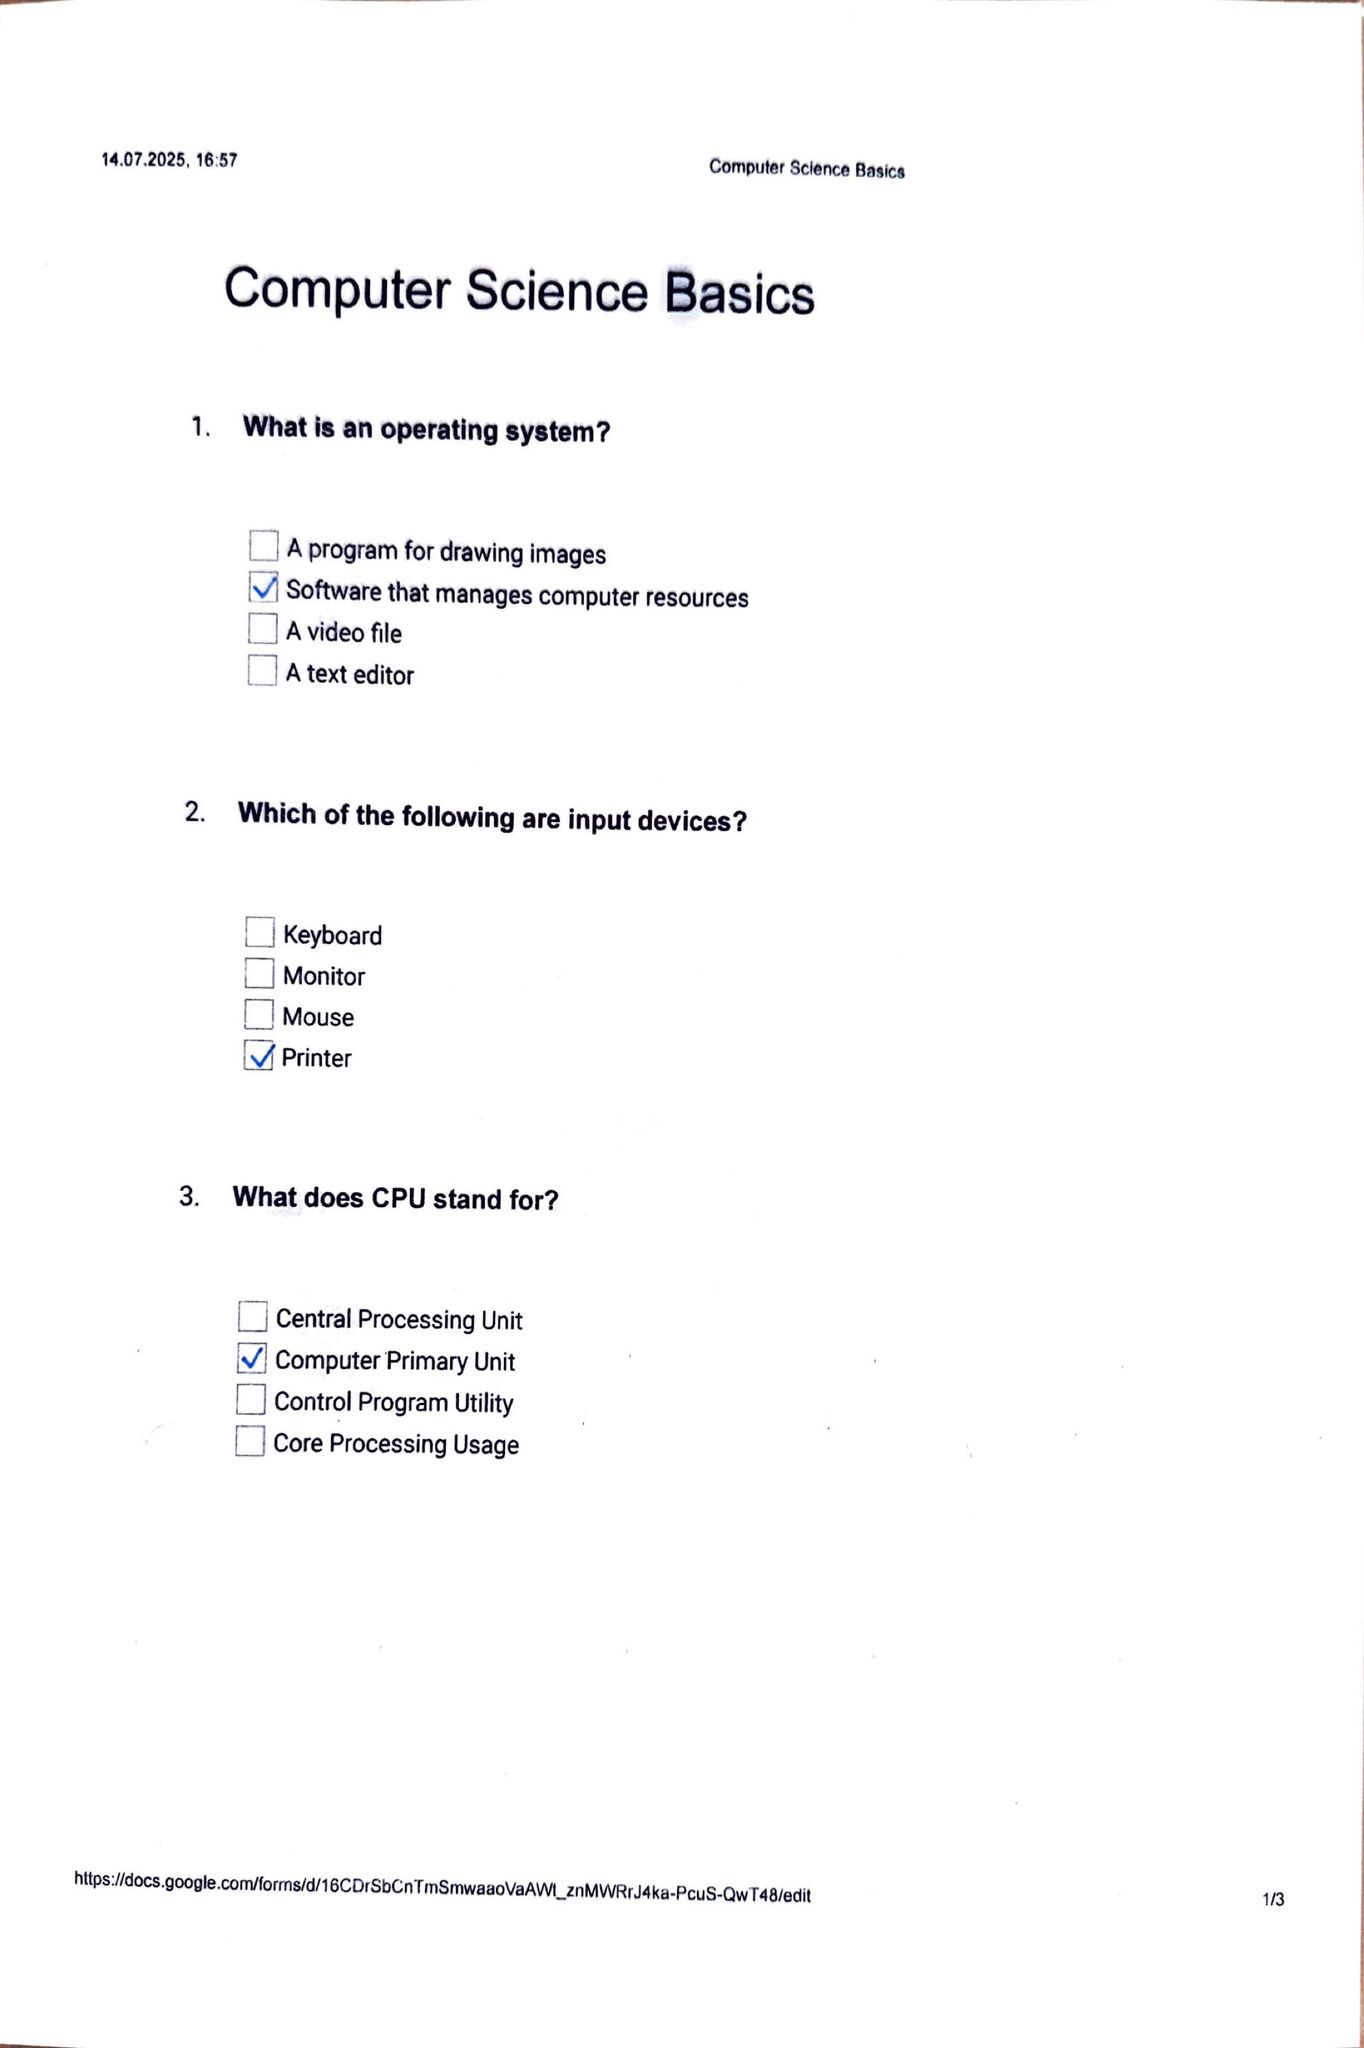 14.07.2025, 16:57
Computer Science Basics
Computer Science Basics
1. What is an operating system?
A program for drawing images
Software that manages computer resources
A video file
A text editor
2. Which of the following are input devices?
Keyboard
Monitor
Mouse
Printer
3. What does CPU stand for?
Central Processing Unit
Computer Primary Unit
Control Program Utility
Core Processing Usage
https://docs.google.com/forms/d/16CDrSbCnTmSmwaaoVaAWt_znMWRrJ4ka-PcuS-QwT48/edit
1/3